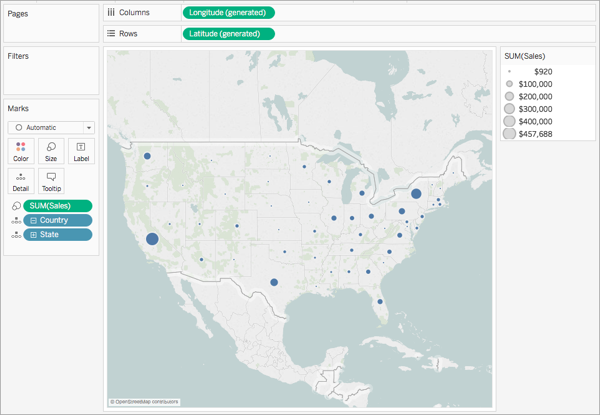 Pages
Columns
Longitude (generated)
Rows
Latitude (generated)
Filters
Marks
Automatic
Color
Size
Label
Detail
Tooltip
SUM(Sales)
Country
State
© OpenStreetMap contributors
SUM(Sales)
$920
$100,000
$200,000
$300,000
$400,000
$457,688